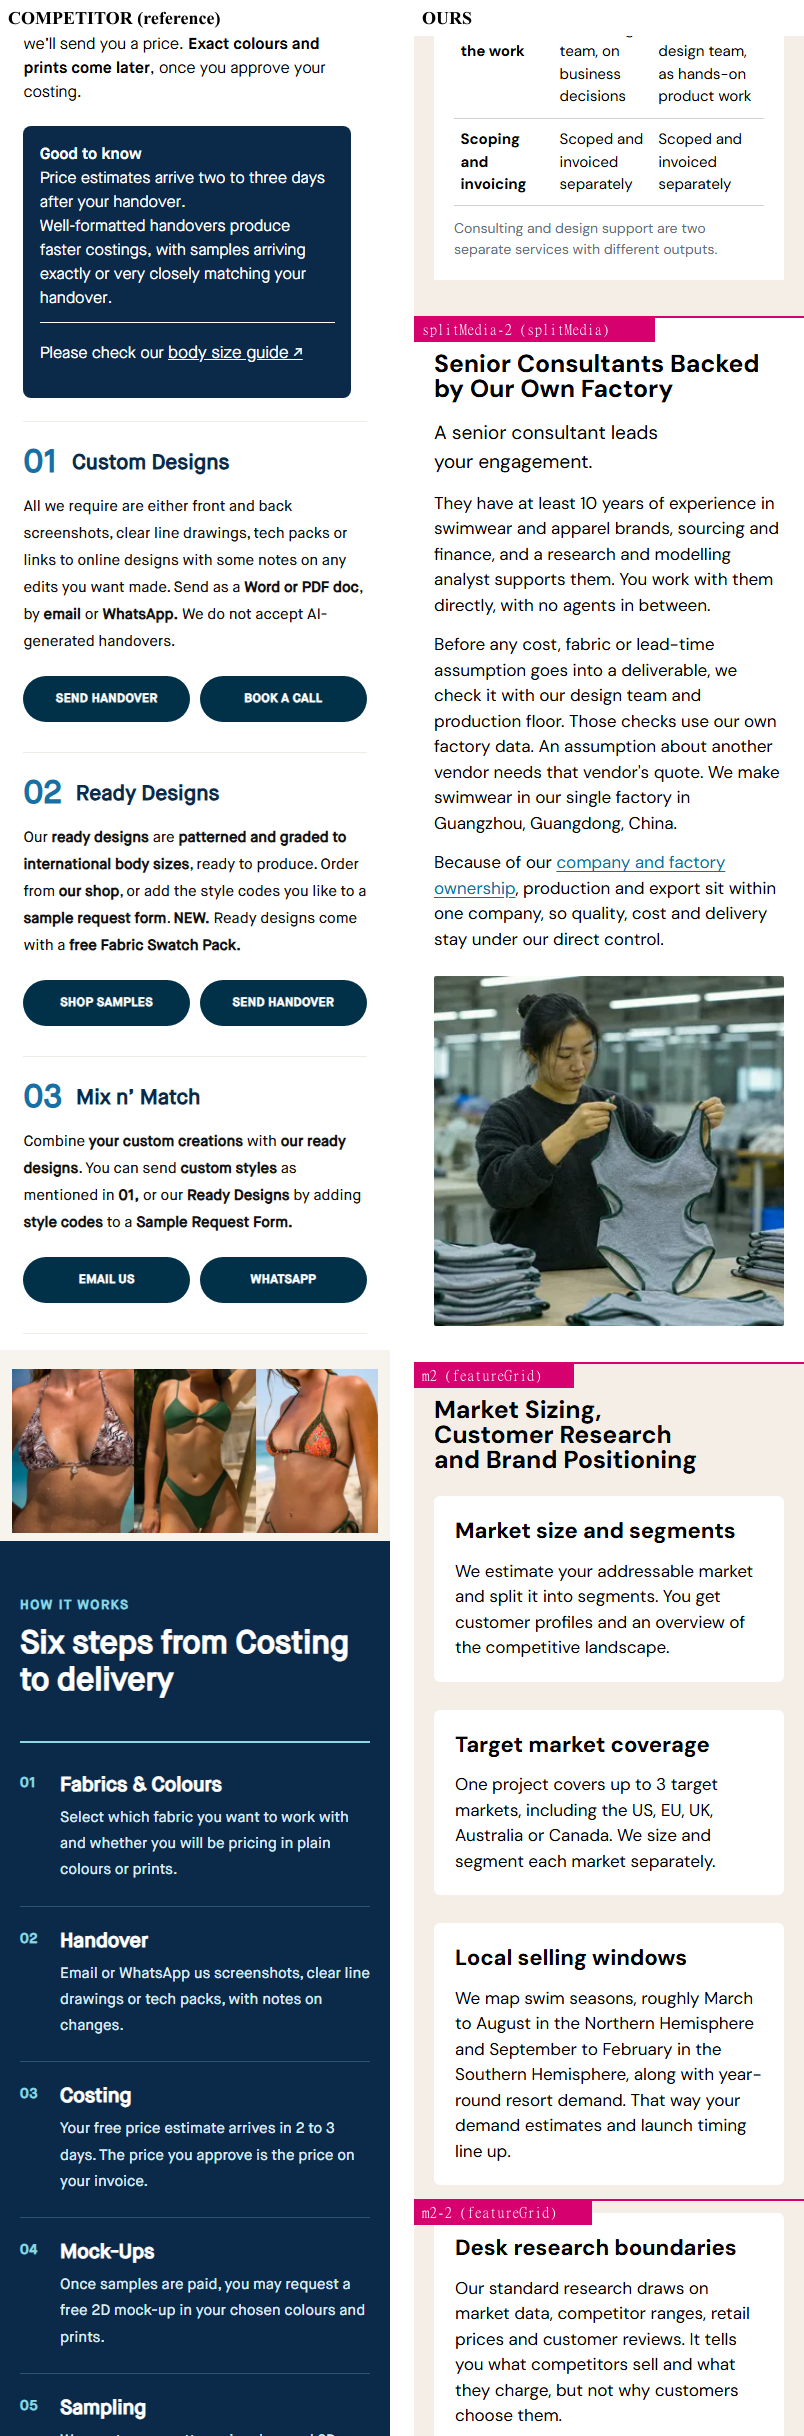 COMPETITOR (reference)
we'll send you a price. Exact colours and
prints come later, once you approve your
costing.
Good to know
Price estimates arrive two to three days
after your handover.
Well-formatted handovers produce
faster costings, with samples arriving
exactly or very closely matching your
handover.
Please check our body size guide ↗
01 Custom Designs
All we require are either front and back
screenshots, clear line drawings, tech packs or
links to online designs with some notes on any
edits you want made. Send as a Word or PDF doc,
by email or WhatsApp. We do not accept AI-
generated handovers.
SEND HANDOVER
BOOK A CALL
02 Ready Designs
Our ready designs are patterned and graded to
international body sizes, ready to produce. Order
from our shop, or add the style codes you like to a
sample request form. NEW. Ready designs come
with a free Fabric Swatch Pack.
SHOP SAMPLES
SEND HANDOVER
03 Mix n' Match
Combine your custom creations with our ready
designs. You can send custom styles as
mentioned in 01, or our Ready Designs by adding
style codes to a Sample Request Form.
EMAIL US
WHATSAPP
HOW IT WORKS
Six steps from Costing
to delivery
01 Fabrics & Colours
Select which fabric you want to work with
and whether you will be pricing in plain
colours or prints.
02 Handover
Email or WhatsApp us screenshots, clear line
drawings or tech packs, with notes on
changes.
03 Costing
Your free price estimate arrives in 2 to 3
days. The price you approve is the price on
your invoice.
04 Mock-Ups
Once samples are paid, you may request a
free 2D mock-up in your chosen colours and
prints.
05 Sampling
OURS
the work
team, on
business
decisions
design team,
as hands-on
product work
Scoping
and
invoicing
Scoped and
invoiced
separately
Scoped and
invoiced
separately
Consulting and design support are two
separate services with different outputs.
splitMedia-2 (splitMedia)
Senior Consultants Backed
by Our Own Factory
A senior consultant leads
your engagement.
They have at least 10 years of experience in
swimwear and apparel brands, sourcing and
finance, and a research and modelling
analyst supports them. You work with them
directly, with no agents in between.
Before any cost, fabric or lead-time
assumption goes into a deliverable, we
check it with our design team and
production floor. Those checks use our own
factory data. An assumption about another
vendor needs that vendor's quote. We make
swimwear in our single factory in
Guangzhou, Guangdong, China.
Because of our company and factory
ownership, production and export sit within
one company, so quality, cost and delivery
stay under our direct control.
m2 (featureGrid)
Market Sizing,
Customer Research
and Brand Positioning
Market size and segments
We estimate your addressable market
and split it into segments. You get
customer profiles and an overview of
the competitive landscape.
Target market coverage
One project covers up to 3 target
markets, including the US, EU, UK,
Australia or Canada. We size and
segment each market separately.
Local selling windows
We map swim seasons, roughly March
to August in the Northern Hemisphere
and September to February in the
Southern Hemisphere, along with year-
round resort demand. That way your
demand estimates and launch timing
line up.
m2-2 (featureGrid)
Desk research boundaries
Our standard research draws on
market data, competitor ranges, retail
prices and customer reviews. It tells
you what competitors sell and what
they charge, but not why customers
choose them.